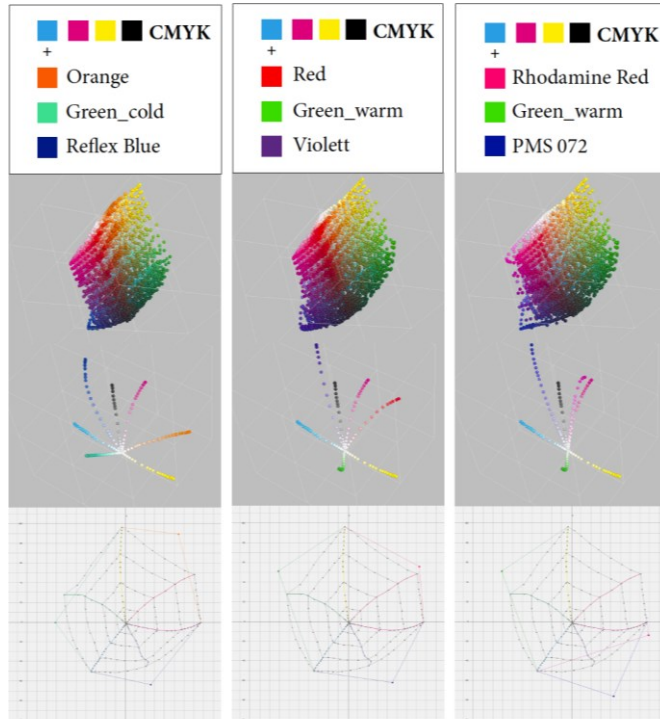 CMYK
+
Orange
Green_cold
Reflex Blue
CMYK
+
Red
Green_warm
Violett
CMYK
+
Rhodamine Red
Green_warm
PMS 072